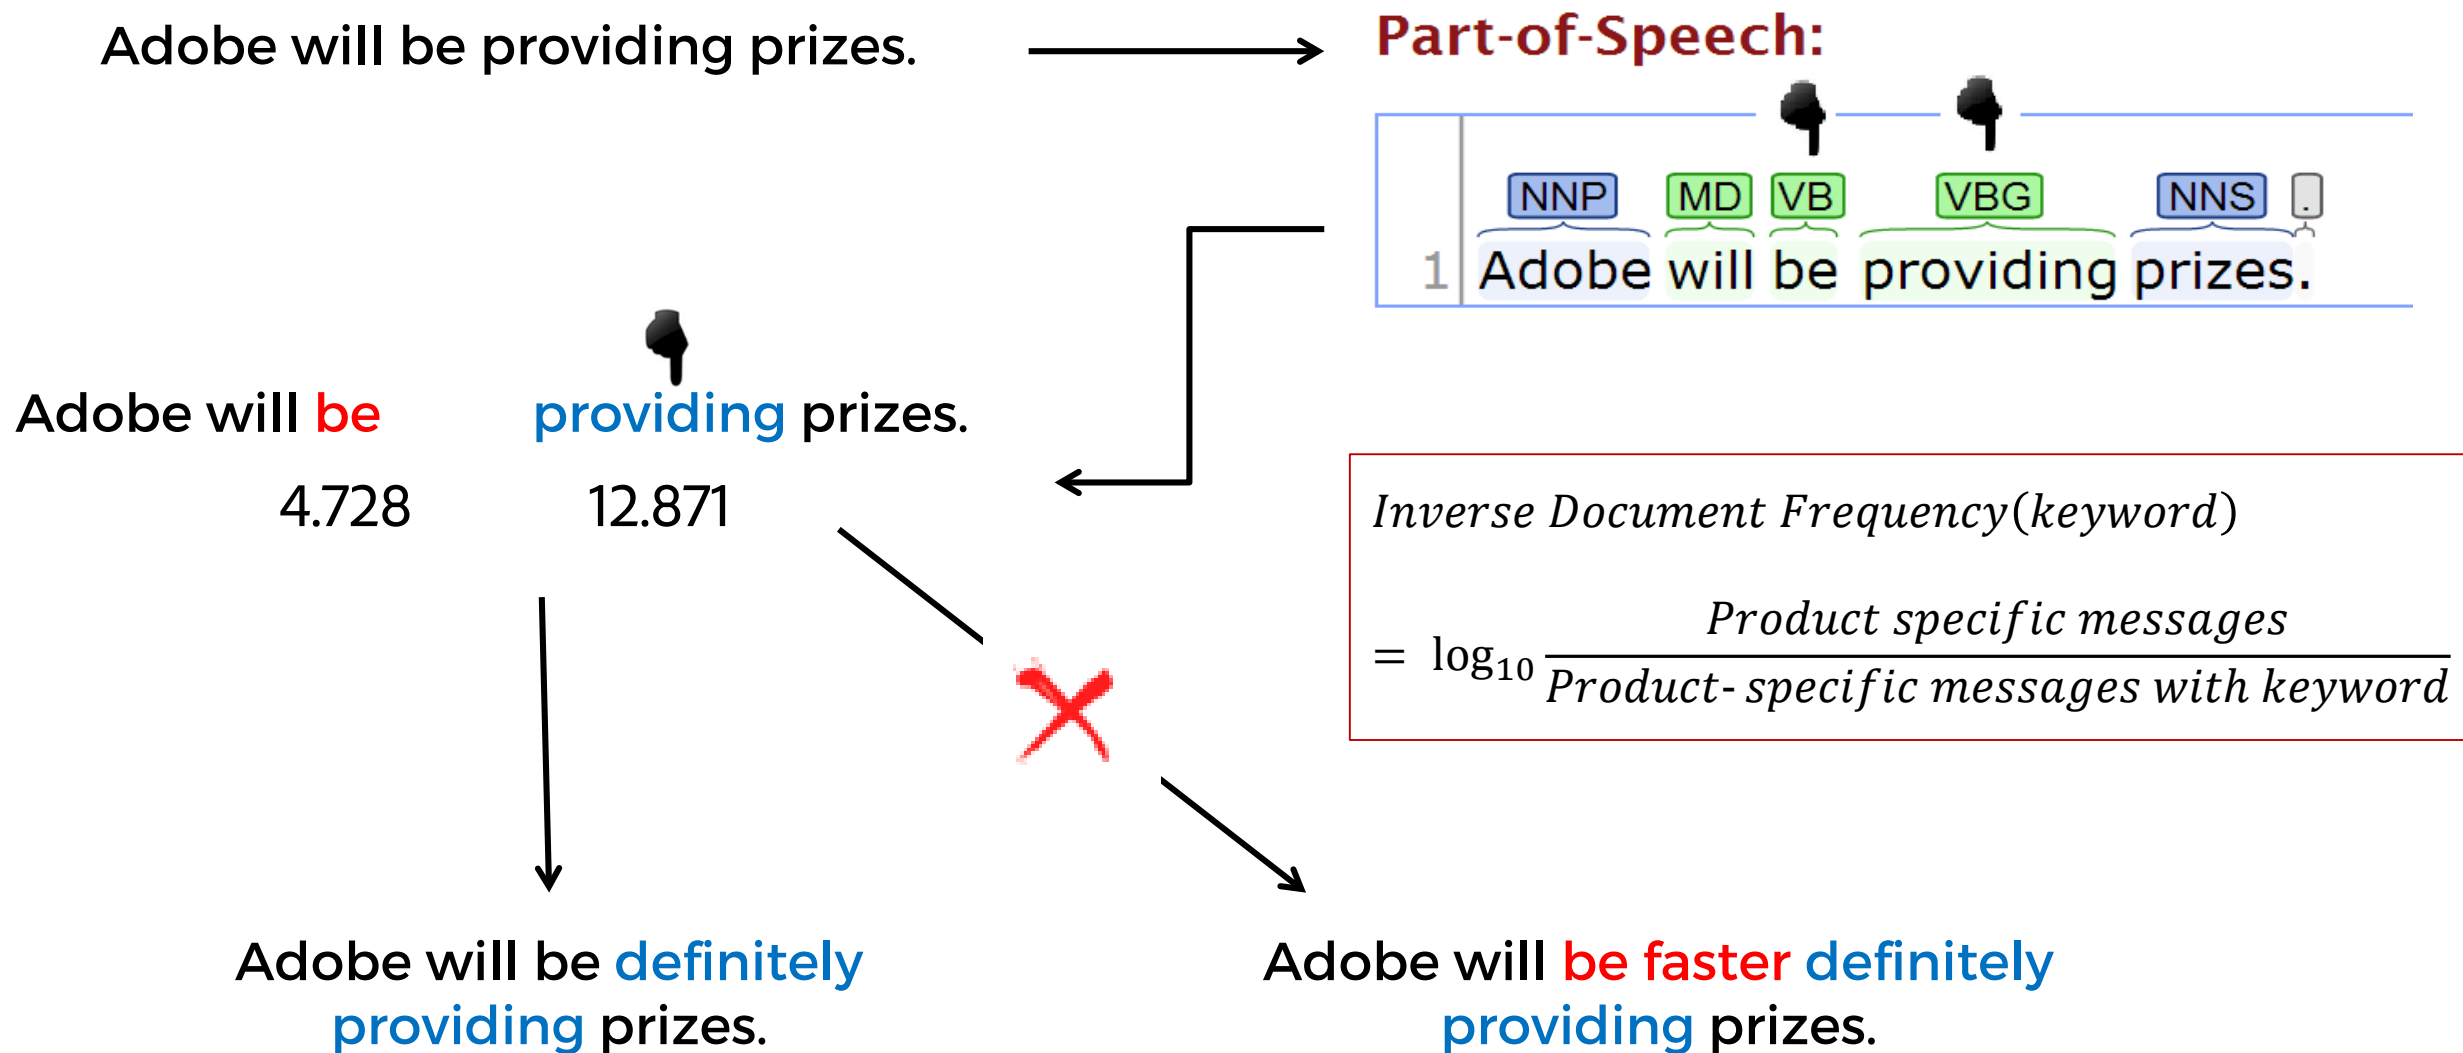 Adobe will be providing prizes.
Part-of-Speech:
NNP MD VB VBG NNS .
1 Adobe will be providing prizes.
Adobe will be providing prizes.
4.728 12.871
Inverse Document Frequency(keyword)
= log₁₀ Product specific messages
Product-specific messages with keyword
Adobe will be definitely
providing prizes.
Adobe will be faster definitely
providing prizes.